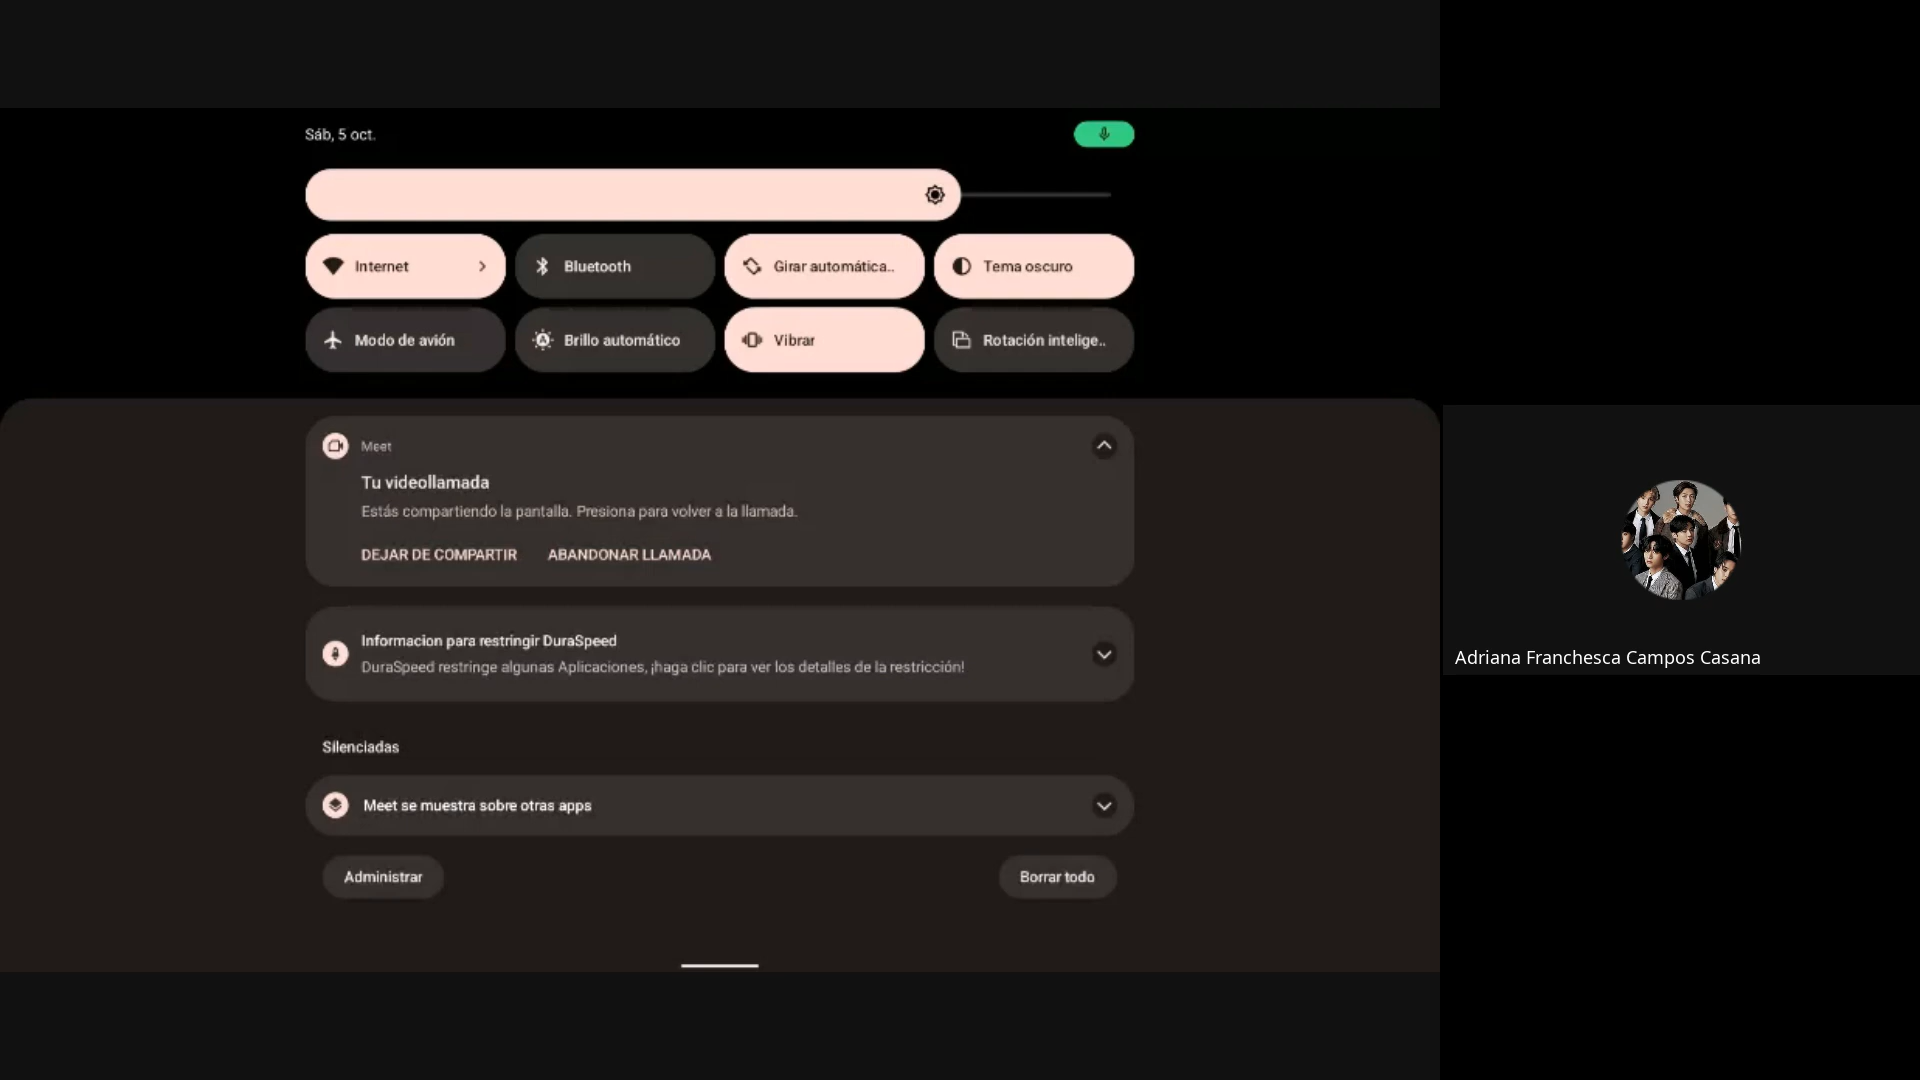 Sáb, 5 oct.
Internet
Bluetooth
Girar automática..
Tema oscuro
Modo de avión
Brillo automático
Vibrar
Rotación intelige..
Meet
Tu videollamada
Estás compartiendo la pantalla. Presiona para volver a la llamada.
DEJAR DE COMPARTIR ABANDONAR LLAMADA
Informacion para restringir DuraSpeed
DuraSpeed restringe algunas Aplicaciones, ¡haga clic para ver los detalles de la restricción!
Silenciadas
Meet se muestra sobre otras apps
Administrar
Borrar todo
Adriana Franchesca Campos Casana